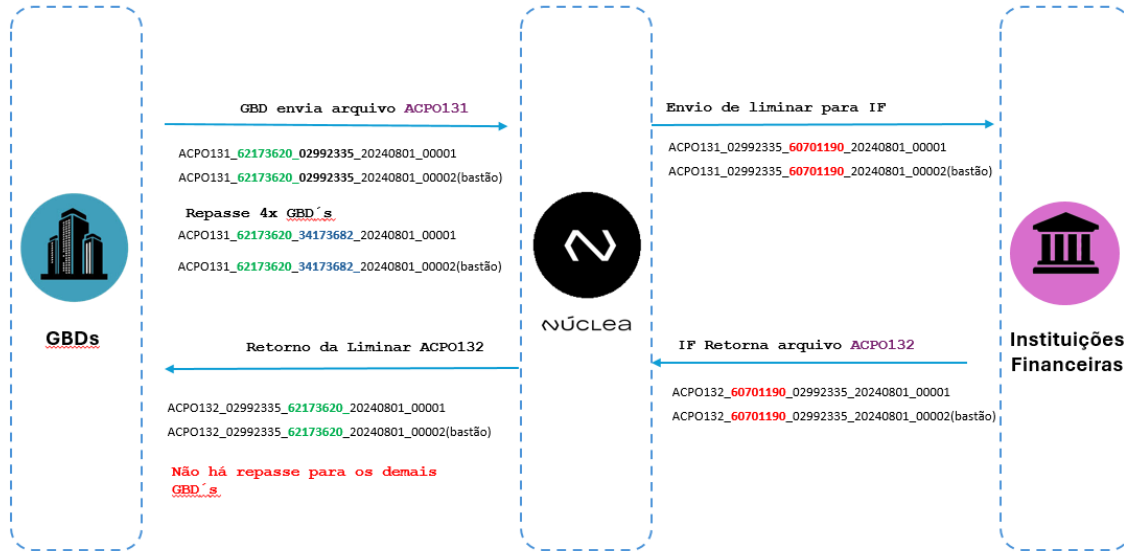 GBD envia arquivo ACPO131
ACPO131_62173620_02992335_20240801_00001
ACPO131_62173620_02992335_20240801_00002(bastão)
Repasse 4x GBD´s
ACPO131_62173620_34173682_20240801_00001
ACPO131_62173620_34173682_20240801_00002(bastão)
Envio de liminar para IF
ACPO131_02992335_60701190_20240801_00001
ACPO131_02992335_60701190_20240801_00002(bastão)
GBDs
NÚCLEA
Instituições
Financeiras
Retorno da Liminar ACPO132
ACPO132_02992335_62173620_20240801_00001
ACPO132_02992335_62173620_20240801_00002(bastão)
Não há repasse para os demais
GBD´s
IF Retorna arquivo ACPO132
ACPO132_60701190_02992335_20240801_00001
ACPO132_60701190_02992335_20240801_00002(bastão)